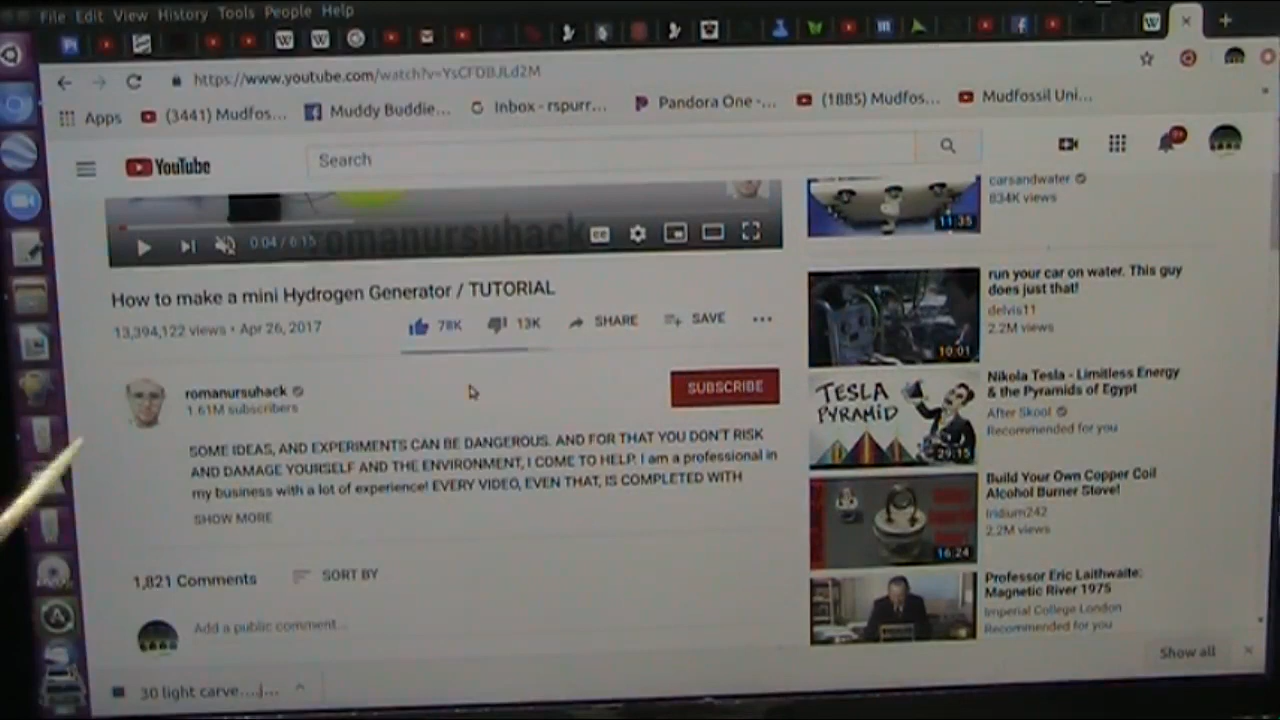 File Edit View History Tools People Help
https://www.youtube.com/watch?v=YsCFDBJLd2M
Apps (3441) Mudfos... Muddy Buddie... Inbox - rspurr... Pandora One -... (1885) Mudfos... Mudfossil Uni...
YouTube
Search
9+
romanursuhack
0:04 / 6:15
CC
How to make a mini Hydrogen Generator / TUTORIAL
13,394,122 views • Apr 26, 2017
78K 13K SHARE SAVE
romanursuhack
1.61M subscribers
SUBSCRIBE
SOME IDEAS, AND EXPERIMENTS CAN BE DANGEROUS. AND FOR THAT YOU DON'T RISK
AND DAMAGE YOURSELF AND THE ENVIRONMENT, I COME TO HELP. I am a professional in
my business with a lot of experience! EVERY VIDEO, EVEN THAT, IS COMPLETED WITH
SHOW MORE
1,821 Comments SORT BY
Add a public comment...
carsandwater
834K views
11:35
run your car on water. This guy
does just that!
delvis11
2.2M views
10:01
Nikola Tesla - Limitless Energy
& the Pyramids of Egypt
After Skool
Recommended for you
TESLA
PYRAMiD
29:15
Build Your Own Copper Coil
Alcohol Burner Stove!
Iridium242
2.2M views
16:24
Professor Eric Laithwaite:
Magnetic River 1975
Imperial College London
Recommended for you
Show all
30 light carve....j...